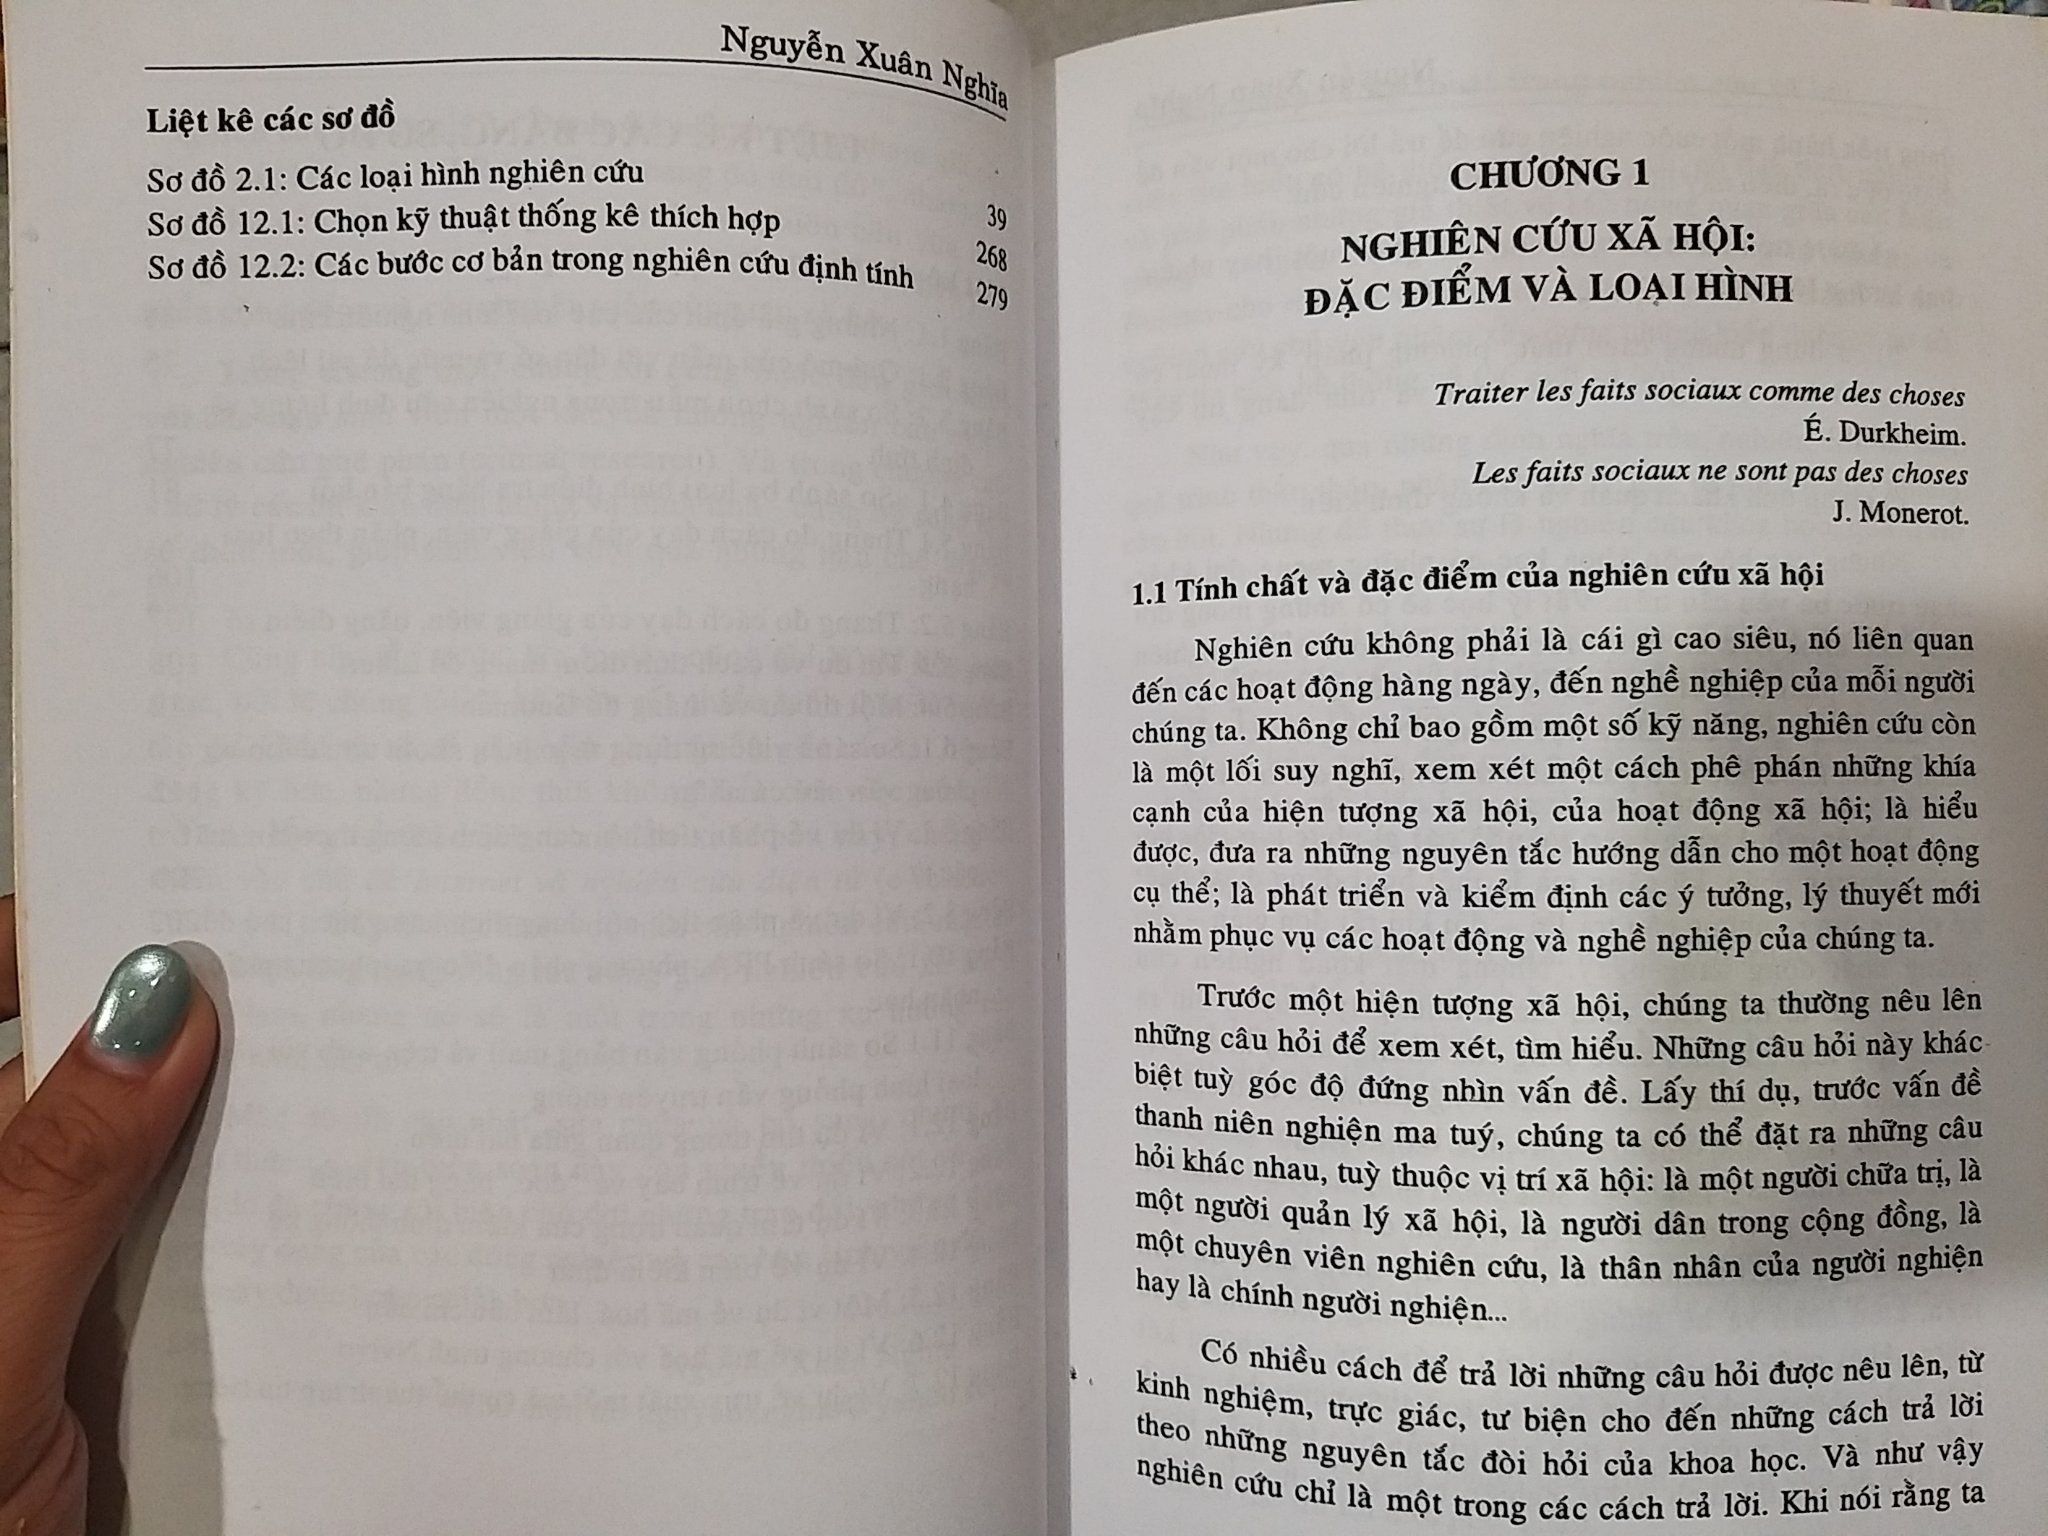 Nguyễn Xuân Nghĩa
Liệt kê các sơ đồ
Sơ đồ 2.1: Các loại hình nghiên cứu 39
Sơ đồ 12.1: Chọn kỹ thuật thống kê thích hợp 268
Sơ đồ 12.2: Các bước cơ bản trong nghiên cứu định tính 279
CHƯƠNG 1
NGHIÊN CỨU XÃ HỘI:
ĐẶC ĐIỂM VÀ LOẠI HÌNH
Traiter les faits sociaux comme des choses
É. Durkheim.
Les faits sociaux ne sont pas des choses
J. Monerot.
1.1 Tính chất và đặc điểm của nghiên cứu xã hội
Nghiên cứu không phải là cái gì cao siêu, nó liên quan
đến các hoạt động hàng ngày, đến nghề nghiệp của mỗi người
chúng ta. Không chỉ bao gồm một số kỹ năng, nghiên cứu còn
là một lối suy nghĩ, xem xét một cách phê phán những khía
cạnh của hiện tượng xã hội, của hoạt động xã hội; là hiểu
được, đưa ra những nguyên tắc hướng dẫn cho một hoạt động
cụ thể; là phát triển và kiểm định các ý tưởng, lý thuyết mới
nhằm phục vụ các hoạt động và nghề nghiệp của chúng ta.
Trước một hiện tượng xã hội, chúng ta thường nêu lên
những câu hỏi để xem xét, tìm hiểu. Những câu hỏi này khác
biệt tuỳ góc độ đứng nhìn vấn đề. Lấy thí dụ, trước vấn đề
thanh niên nghiện ma tuý, chúng ta có thể đặt ra những câu
hỏi khác nhau, tuỳ thuộc vị trí xã hội: là một người chữa trị, là
một người quản lý xã hội, là người dân trong cộng đồng, là
một chuyên viên nghiên cứu, là thân nhân của người nghiện
hay là chính người nghiện...
Có nhiều cách để trả lời những câu hỏi được nêu lên, từ
kinh nghiệm, trực giác, tư biện cho đến những cách trả lời
theo những nguyên tắc đòi hỏi của khoa học. Và như vậy
nghiên cứu chỉ là một trong các cách trả lời. Khi nói rằng ta